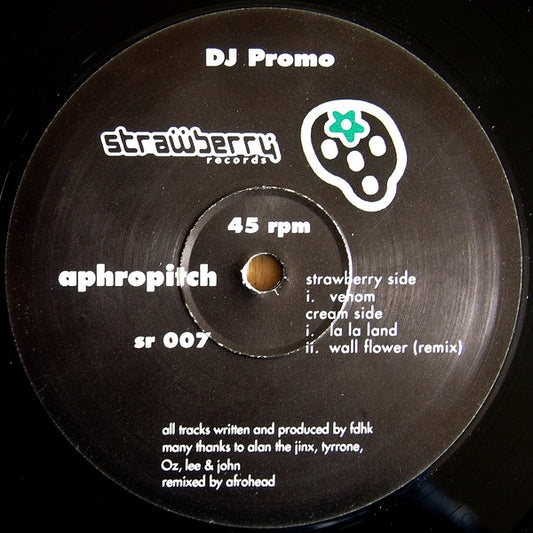 DJ Promo
strawberry
records
45 rpm
aphropitch
sr 007
strawberry side
i. venom
cream side
i. la la land
ii. wall flower (remix)
all tracks written and produced by fdhk
many thanks to alan the jinx, tyrrone,
Oz, lee & john
remixed by afrohead